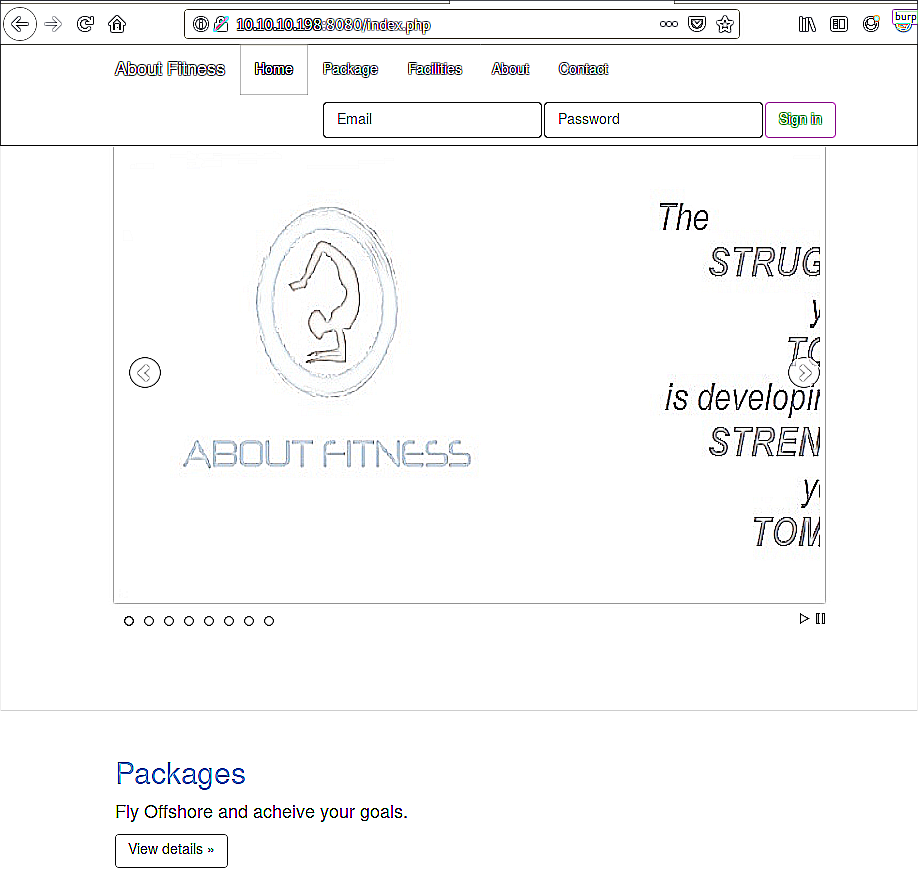 10.10.10.198:8080/index.php
burp
About Fitness Home Package Facilities About Contact
Email Password Sign in
The
STRUG
y
TO
is developin
STREN
yo
TOM
ABOUT FITNESS
Packages
Fly Offshore and acheive your goals.
View details »